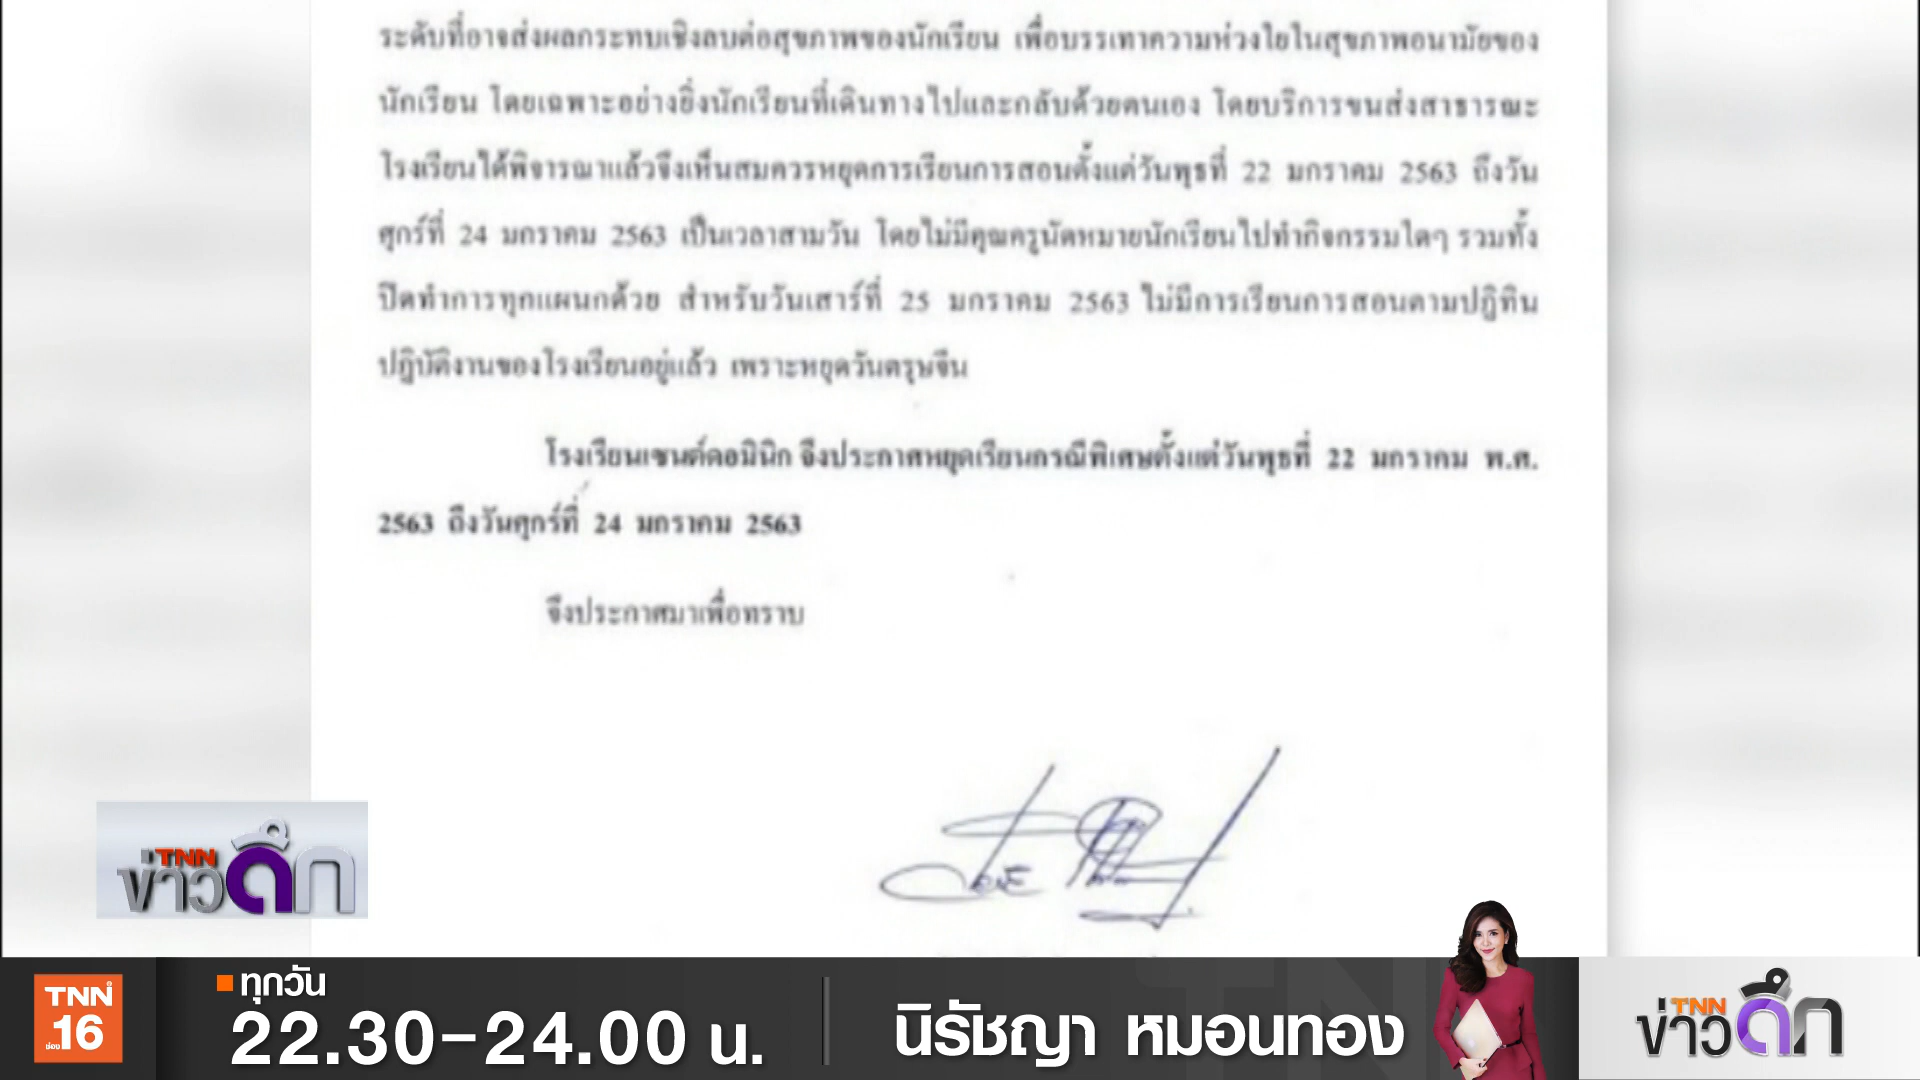 ระดับที่อาจส่งผลกระทบเชิงลบต่อสุขภาพของนักเรียน เพื่อบรรเทาความห่วงใยในสุขภาพอนามัยของ
นักเรียน โดยเฉพาะอย่างยิ่งนักเรียนที่เดินทางไปและกลับด้วยตนเอง โดยบริการขนส่งสาธารณะ
โรงเรียนได้พิจารณาแล้วจึงเห็นสมควรหยุดการเรียนการสอนตั้งแต่วันพุธที่ 22 มกราคม 2563 ถึงวัน
ศุกร์ที่ 24 มกราคม 2563 เป็นเวลาสามวัน โดยไม่มีคุณครูนัดหมายนักเรียนไปทำกิจกรรมใดๆ รวมทั้ง
ปิดทำการทุกแผนกด้วย สำหรับวันเสาร์ที่ 25 มกราคม 2563 ไม่มีการเรียนการสอนตามปฏิทิน
ปฏิบัติงานของโรงเรียนอยู่แล้ว เพราะหยุดวันตรุษจีน
โรงเรียนเซนต์ดอมินิก จึงประกาศหยุดเรียนกรณีพิเศษตั้งแต่วันพุธที่ 22 มกราคม พ.ศ.
2563 ถึงวันศุกร์ที่ 24 มกราคม 2563
จึงประกาศมาเพื่อทราบ
TNN
ข่าวดึก
TNN
ช่อง 16
ทุกวัน
22.30-24.00 น.
นิรัชญา หมอนทอง
TNN
ข่าวดึก